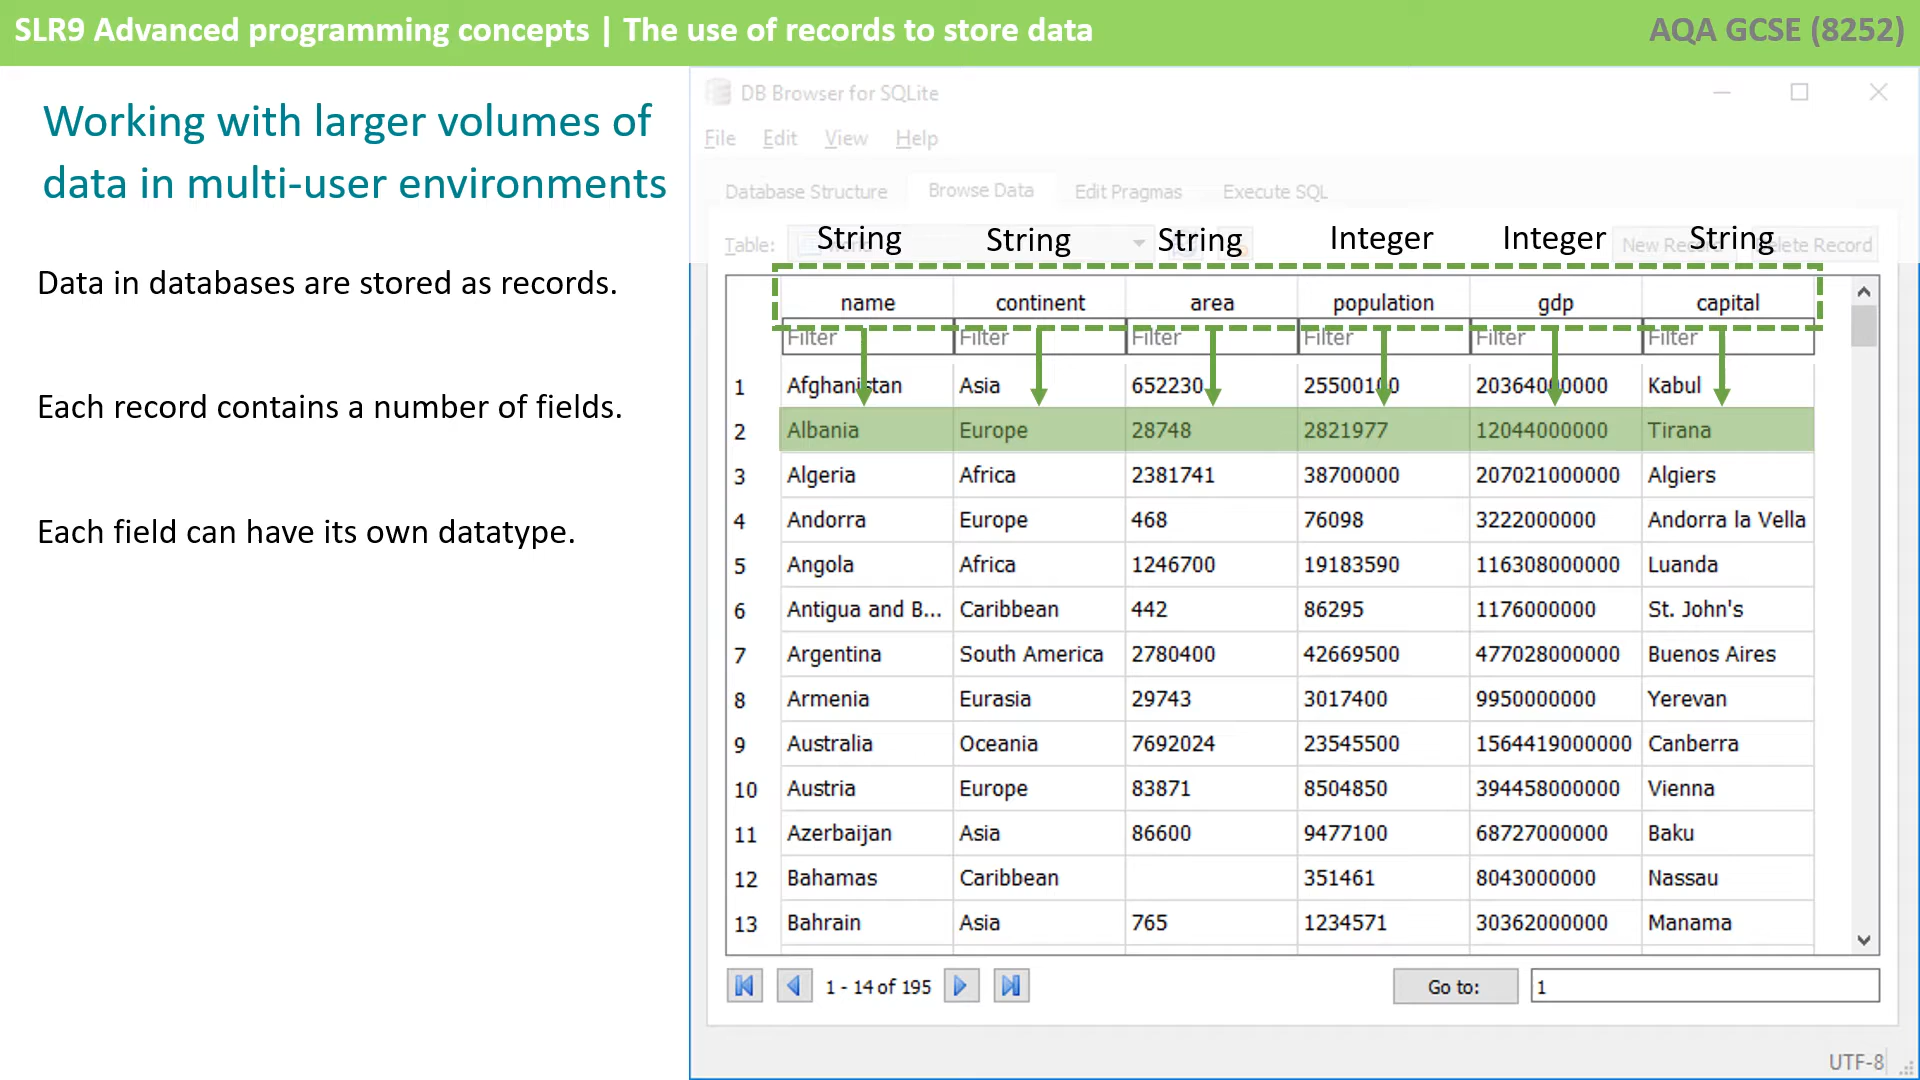 SLR9 Advanced programming concepts | The use of records to store data
AQA GCSE (8252)
Working with larger volumes of
data in multi-user environments
Data in databases are stored as records.
Each record contains a number of fields.
Each field can have its own datatype.
DB Browser for SQLite
File Edit View Help
Database Structure Browse Data Edit Pragmas Execute SQL
Table: New Delete Record
String String String Integer Integer String
name continent area population gdp capital
Filter Filter Filter Filter Filter Filter
1 Afghanistan Asia 652230 25500100 20364000000 Kabul
2 Albania Europe 28748 2821977 12044000000 Tirana
3 Algeria Africa 2381741 38700000 207021000000 Algiers
4 Andorra Europe 468 76098 3222000000 Andorra la Vella
5 Angola Africa 1246700 19183590 116308000000 Luanda
6 Antigua and B... Caribbean 442 86295 1176000000 St. John's
7 Argentina South America 2780400 42669500 477028000000 Buenos Aires
8 Armenia Eurasia 29743 3017400 9950000000 Yerevan
9 Australia Oceania 7692024 23545500 1564419000000 Canberra
10 Austria Europe 83871 8504850 394458000000 Vienna
11 Azerbaijan Asia 86600 9477100 68727000000 Baku
12 Bahamas Caribbean 351461 8043000000 Nassau
13 Bahrain Asia 765 1234571 30362000000 Manama
1 - 14 of 195 Go to: 1
UTF-8